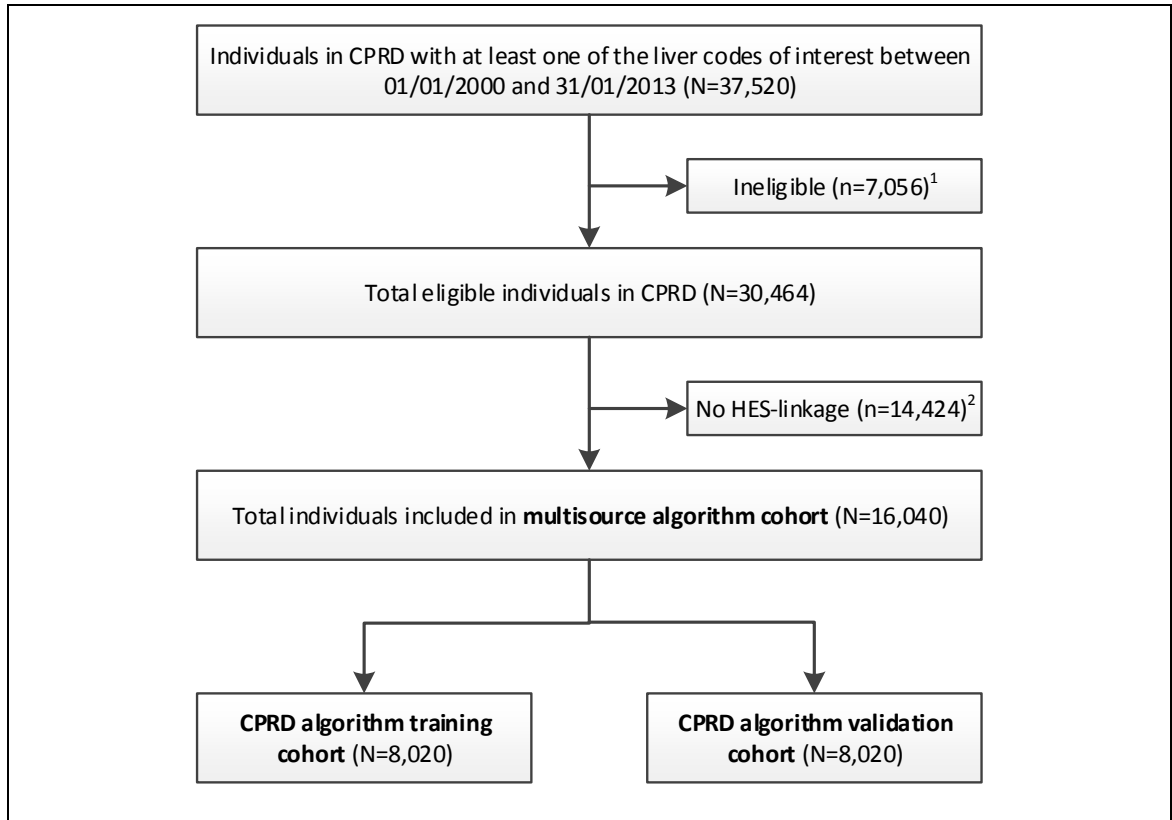 Individuals in CPRD with at least one of the liver codes of interest between
01/01/2000 and 31/01/2013 (N=37,520)
Ineligible (n=7,056)¹
Total eligible individuals in CPRD (N=30,464)
No HES-linkage (n=14,424)²
Total individuals included in multisource algorithm cohort (N=16,040)
CPRD algorithm training
cohort (N=8,020)
CPRD algorithm validation
cohort (N=8,020)